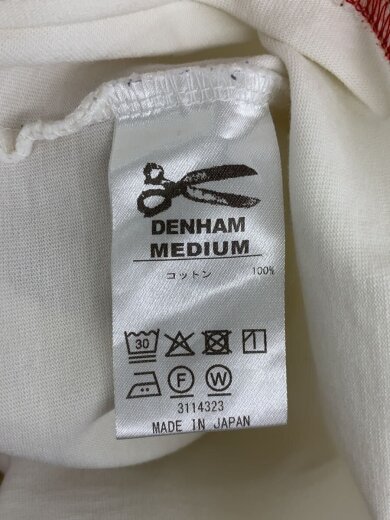 DENHAM
MEDIUM
コットン 100%
30
F W
3114323
MADE IN JAPAN